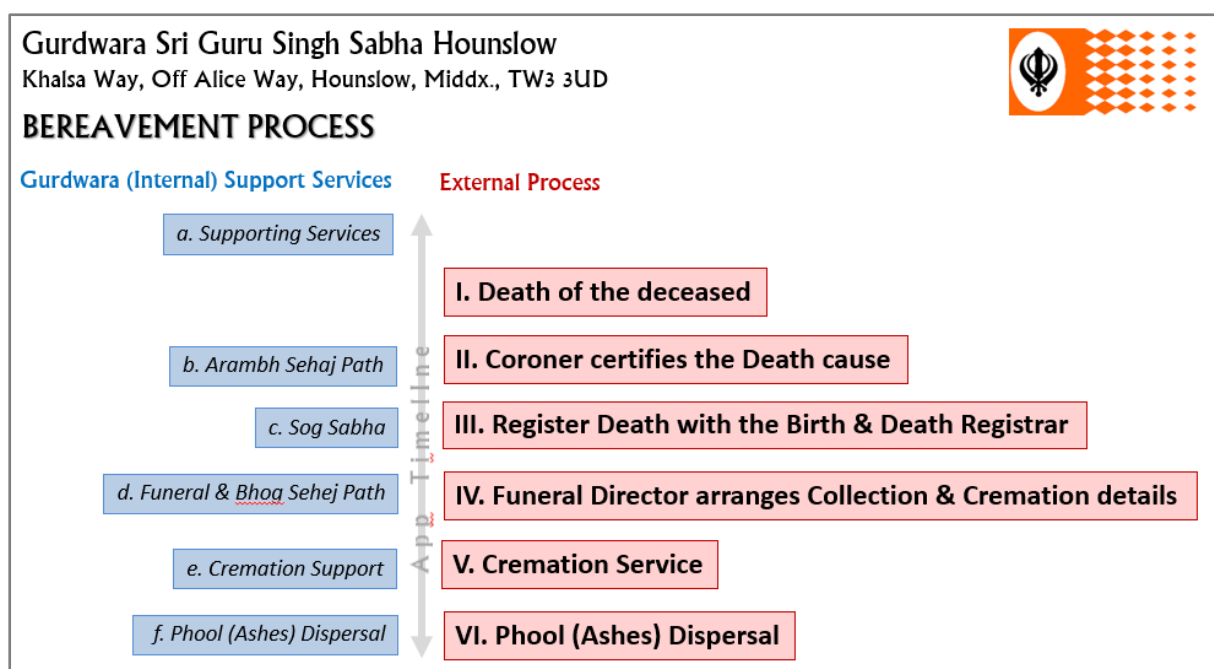 Gurdwara Sri Guru Singh Sabha Hounslow
Khalsa Way, Off Alice Way, Hounslow, Middx., TW3 3UD
BEREAVEMENT PROCESS
Gurdwara (Internal) Support Services
External Process
a. Supporting Services
I. Death of the deceased
b. Arambh Sehaj Path
II. Coroner certifies the Death cause
c. Sog Sabha
III. Register Death with the Birth & Death Registrar
d. Funeral & Bhog Sehej Path
IV. Funeral Director arranges Collection & Cremation details
e. Cremation Support
V. Cremation Service
f. Phool (Ashes) Dispersal
VI. Phool (Ashes) Dispersal
App Timeline